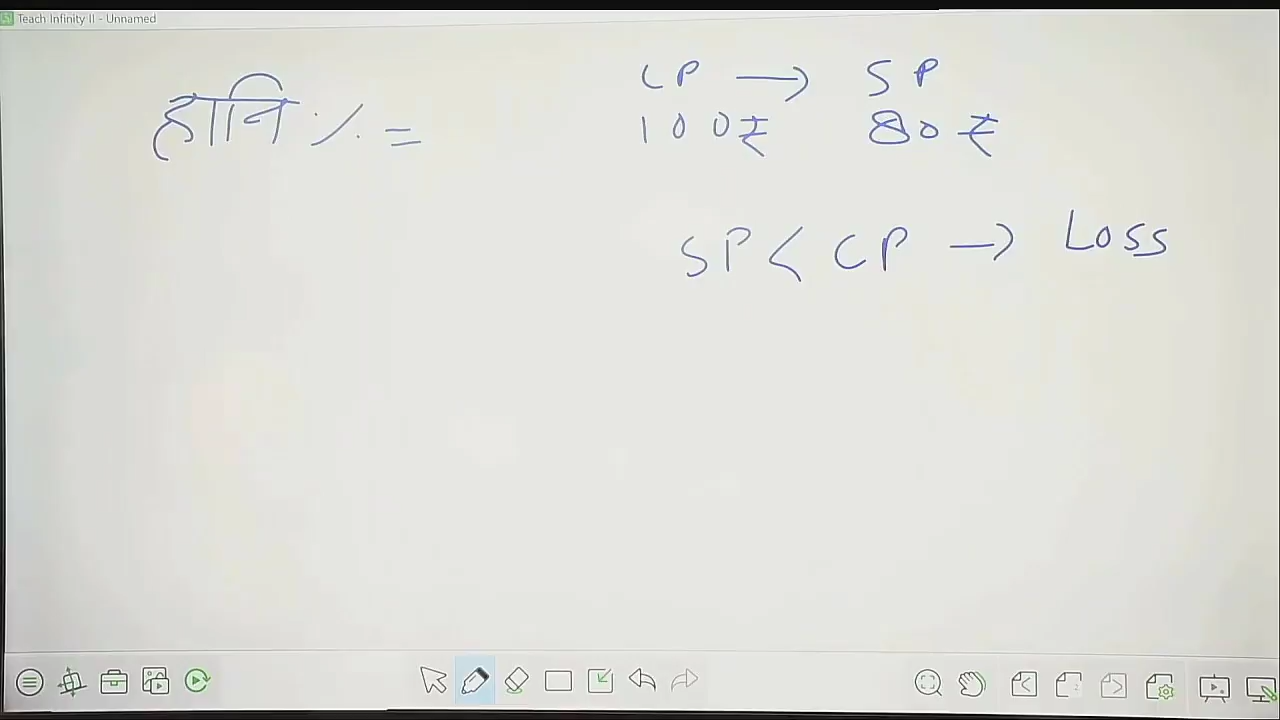 Teach Infinity II - Unnamed
हानि % =
CP → SP
100₹ 80₹
SP < CP → Loss